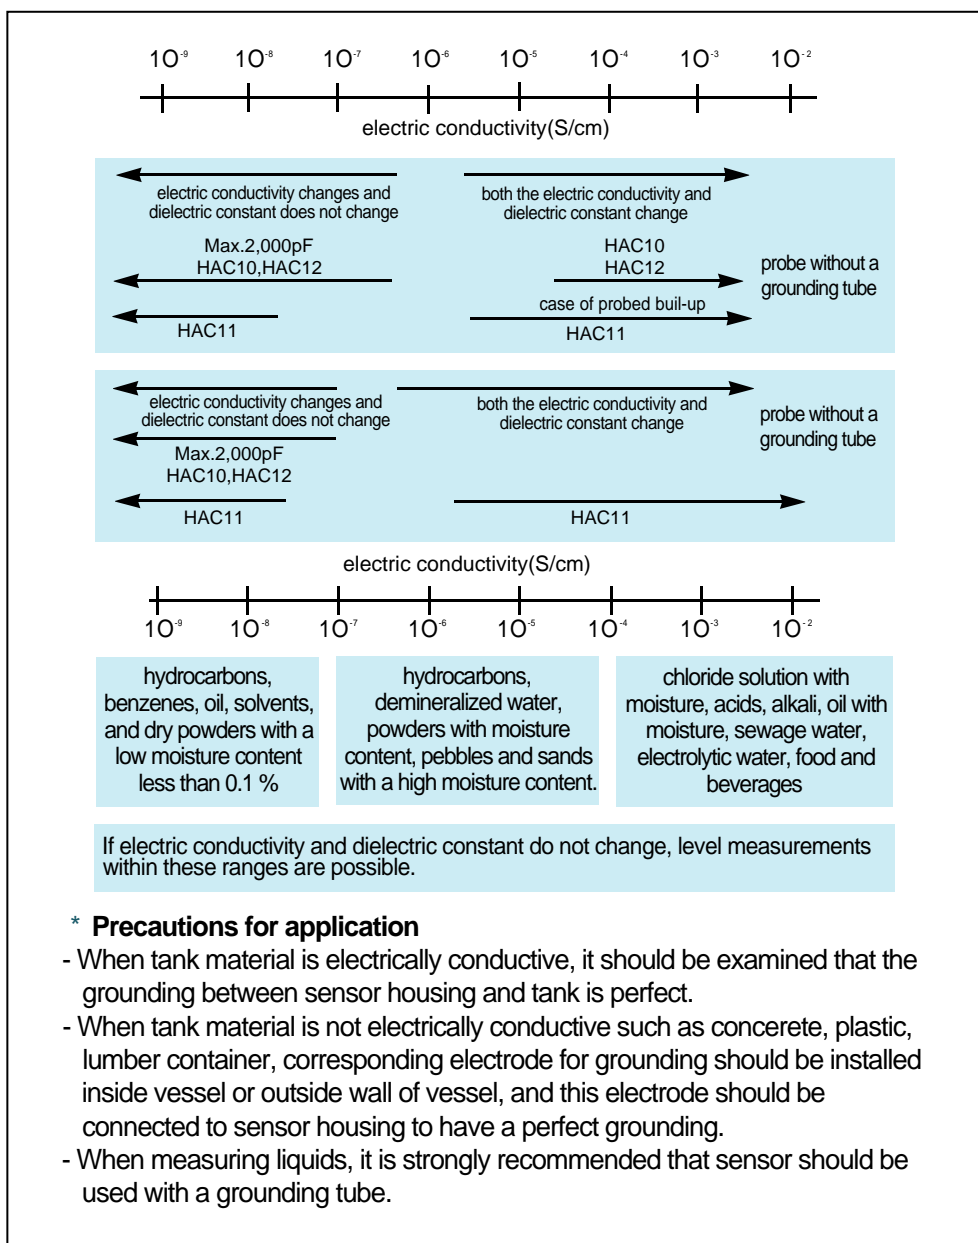 10-9 10-8 10-7 10-6 10-5 10-4 10-3 10-2
electric conductivity(S/cm)
electric conductivity changes and
dielectric constant does not change
both the electric conductivity and
dielectric constant change
Max.2,000pF
HAC10,HAC12
HAC10
HAC12
probe without a
grounding tube
case of probed buil-up
HAC11
HAC11
electric conductivity changes and
dielectric constant does not change
both the electric conductivity and
dielectric constant change
probe without a
grounding tube
Max.2,000pF
HAC10,HAC12
HAC11
HAC11
electric conductivity(S/cm)
10-9 10-8 10-7 10-6 10-5 10-4 10-3 10-2
hydrocarbons,
benzenes, oil, solvents,
and dry powders with a
low moisture content
less than 0.1 %
hydrocarbons,
demineralized water,
powders with moisture
content, pebbles and sands
with a high moisture content.
chloride solution with
moisture, acids, alkali, oil with
moisture, sewage water,
electrolytic water, food and
beverages
If electric conductivity and dielectric constant do not change, level measurements
within these ranges are possible.
* Precautions for application
- When tank material is electrically conductive, it should be examined that the
grounding between sensor housing and tank is perfect.
- When tank material is not electrically conductive such as concerete, plastic,
lumber container, corresponding electrode for grounding should be installed
inside vessel or outside wall of vessel, and this electrode should be
connected to sensor housing to have a perfect grounding.
- When measuring liquids, it is strongly recommended that sensor should be
used with a grounding tube.